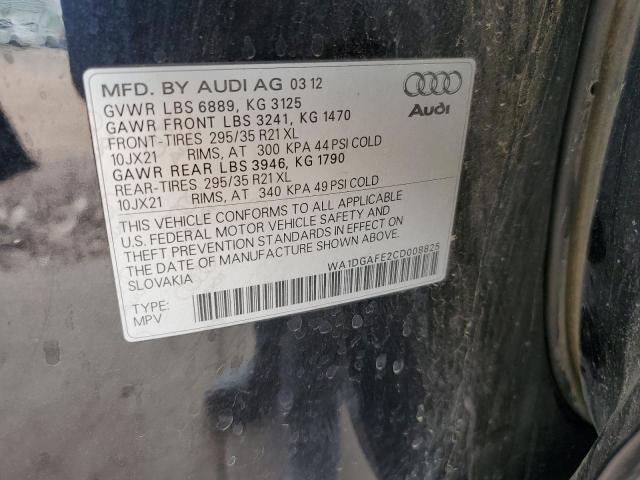 MFD. BY AUDI AG 03 12
GVWR LBS 6889, KG 3125
GAWR FRONT LBS 3241, KG 1470
FRONT-TIRES 295/35 R21 XL
10JX21 RIMS, AT 300 KPA 44 PSI COLD
GAWR REAR LBS 3946, KG 1790
REAR-TIRES 295/35 R21 XL
10JX21 RIMS, AT 340 KPA 49 PSI COLD
Audi
THIS VEHICLE CONFORMS TO ALL APPLICABLE
U.S. FEDERAL MOTOR VEHICLE SAFETY AND
THEFT PREVENTION STANDARDS IN EFFECT ON
THE DATE OF MANUFACTURE SHOWN ABOVE.
SLOVAKIA
WA1DGAFE2CD008825
TYPE:
MPV